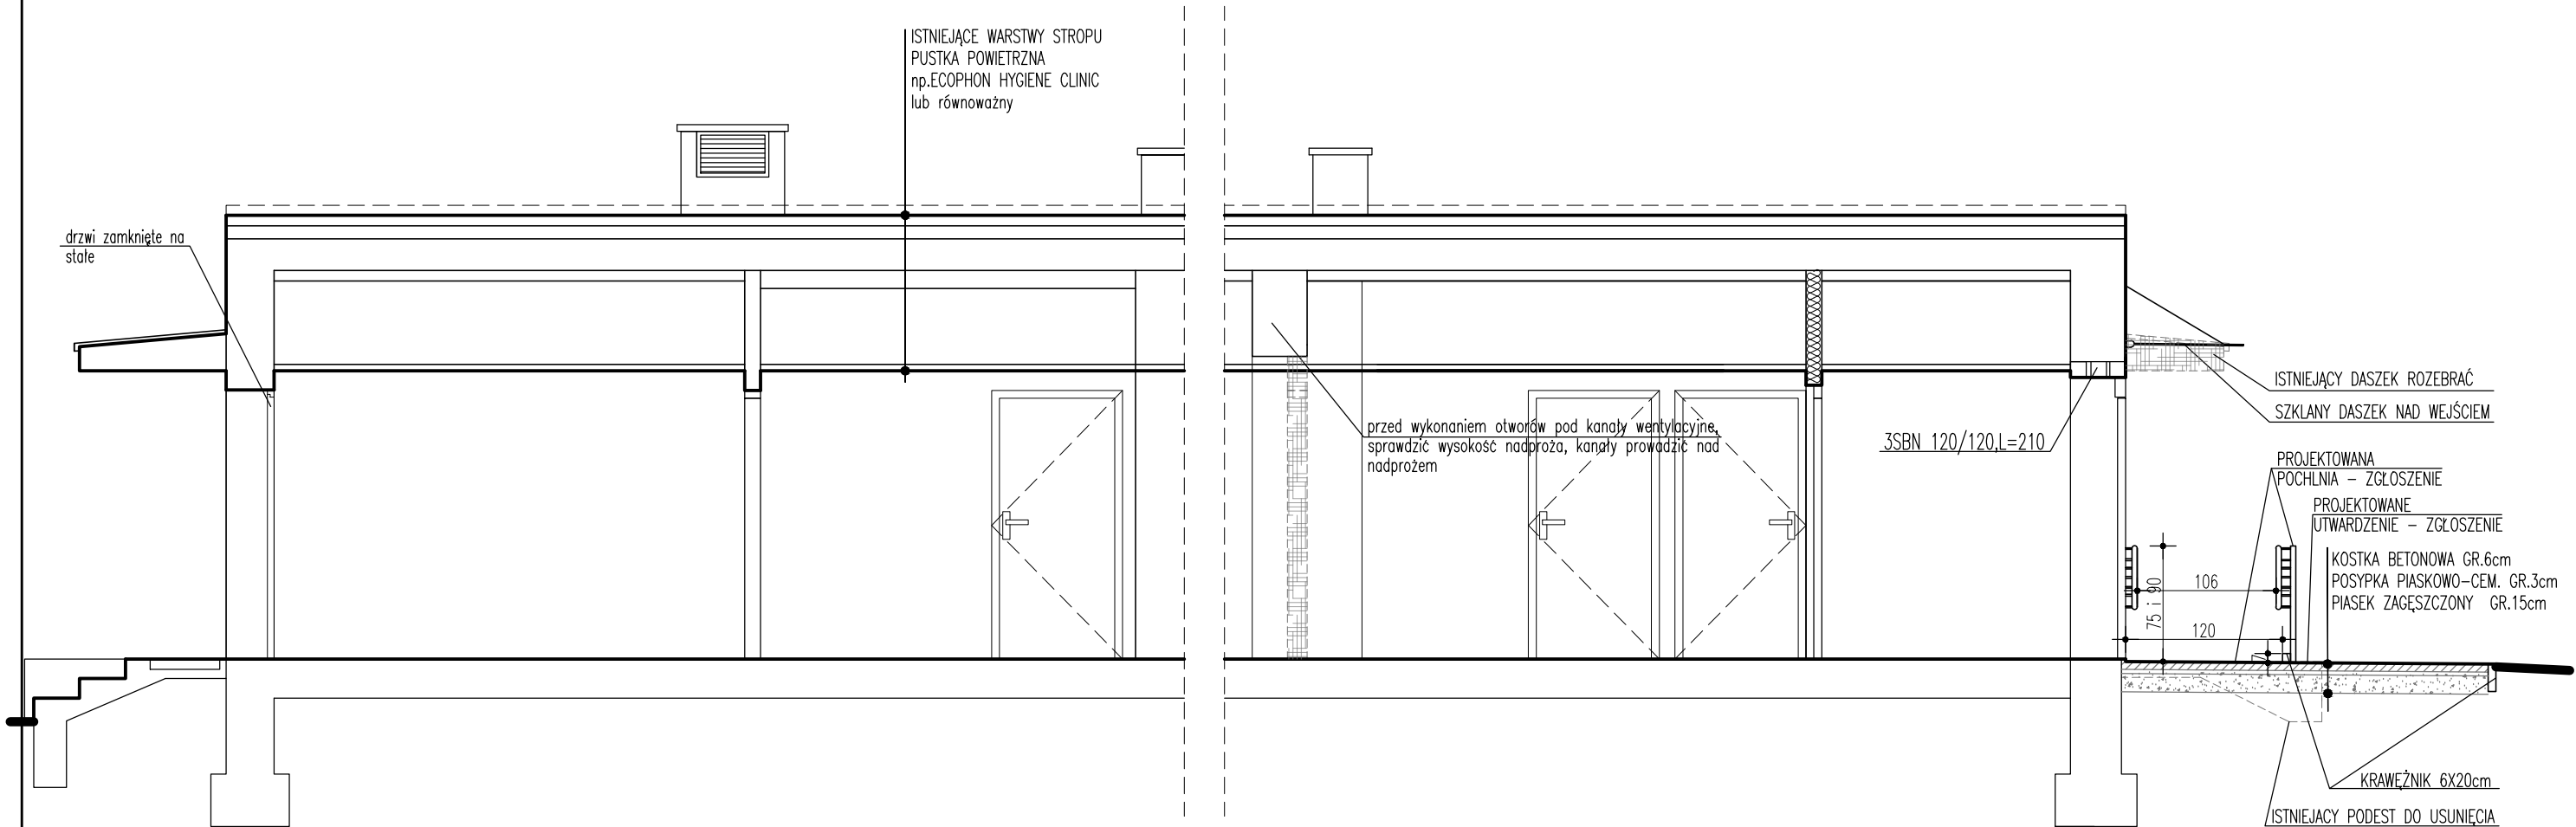 ISTNIEJĄCE WARSTWY STROPU
PUSTKA POWIETRZNA
np.ECOPHON HYGIENE CLINIC
lub równoważny
drzwi zamknięte na
stałe
przed wykonaniem otworów pod kanały wentylacyjne,
sprawdzić wysokość nadproża, kanały prowadzić nad
nadprożem
3SBN 120/120,L=210
ISTNIEJĄCY DASZEK ROZEBRAĆ
SZKLANY DASZEK NAD WEJŚCIEM
PROJEKTOWANA
POCHLNIA – ZGŁOSZENIE
PROJEKTOWANE
UTWARDZENIE – ZGŁOSZENIE
KOSTKA BETONOWA GR.6cm
POSYPKA PIASKOWO-CEM. GR.3cm
PIASEK ZAGĘSZCZONY GR.15cm
106
75 i 90
120
KRAWĘŻNIK 6X20cm
ISTNIEJACY PODEST DO USUNIĘCIA